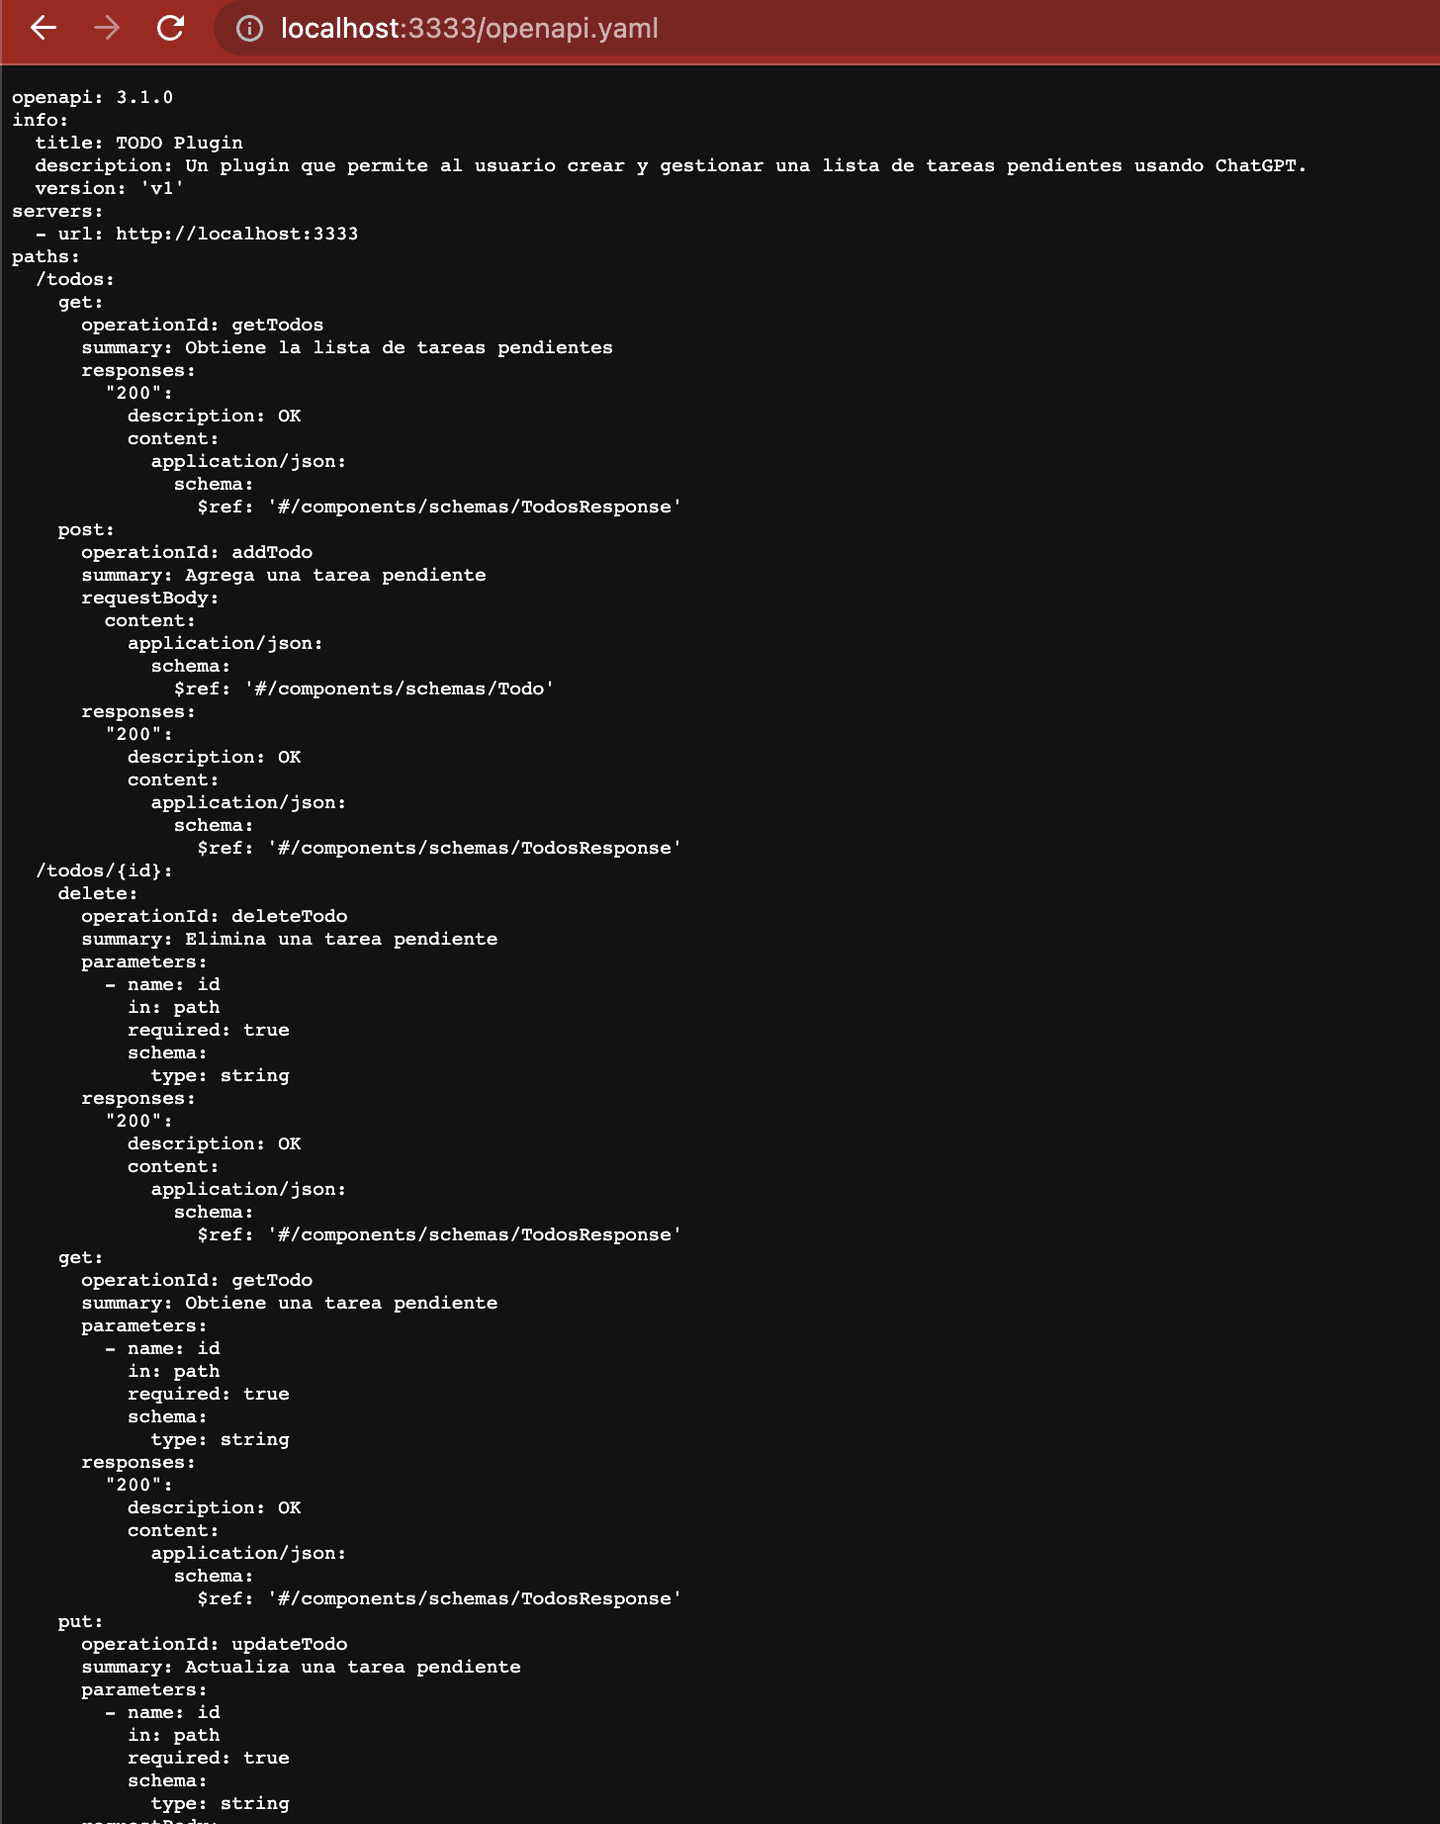 localhost:3333/openapi.yaml
openapi: 3.1.0
info:
  title: TODO Plugin
  description: Un plugin que permite al usuario crear y gestionar una lista de tareas pendientes usando ChatGPT.
  version: 'v1'
servers:
  - url: http://localhost:3333
paths:
  /todos:
    get:
      operationId: getTodos
      summary: Obtiene la lista de tareas pendientes
      responses:
        "200":
          description: OK
          content:
            application/json:
              schema:
                $ref: '#/components/schemas/TodosResponse'
    post:
      operationId: addTodo
      summary: Agrega una tarea pendiente
      requestBody:
        content:
          application/json:
            schema:
              $ref: '#/components/schemas/Todo'
      responses:
        "200":
          description: OK
          content:
            application/json:
              schema:
                $ref: '#/components/schemas/TodosResponse'
  /todos/{id}:
    delete:
      operationId: deleteTodo
      summary: Elimina una tarea pendiente
      parameters:
        - name: id
          in: path
          required: true
          schema:
            type: string
      responses:
        "200":
          description: OK
          content:
            application/json:
              schema:
                $ref: '#/components/schemas/TodosResponse'
    get:
      operationId: getTodo
      summary: Obtiene una tarea pendiente
      parameters:
        - name: id
          in: path
          required: true
          schema:
            type: string
      responses:
        "200":
          description: OK
          content:
            application/json:
              schema:
                $ref: '#/components/schemas/TodosResponse'
    put:
      operationId: updateTodo
      summary: Actualiza una tarea pendiente
      parameters:
        - name: id
          in: path
          required: true
          schema:
            type: string
      requestBody: